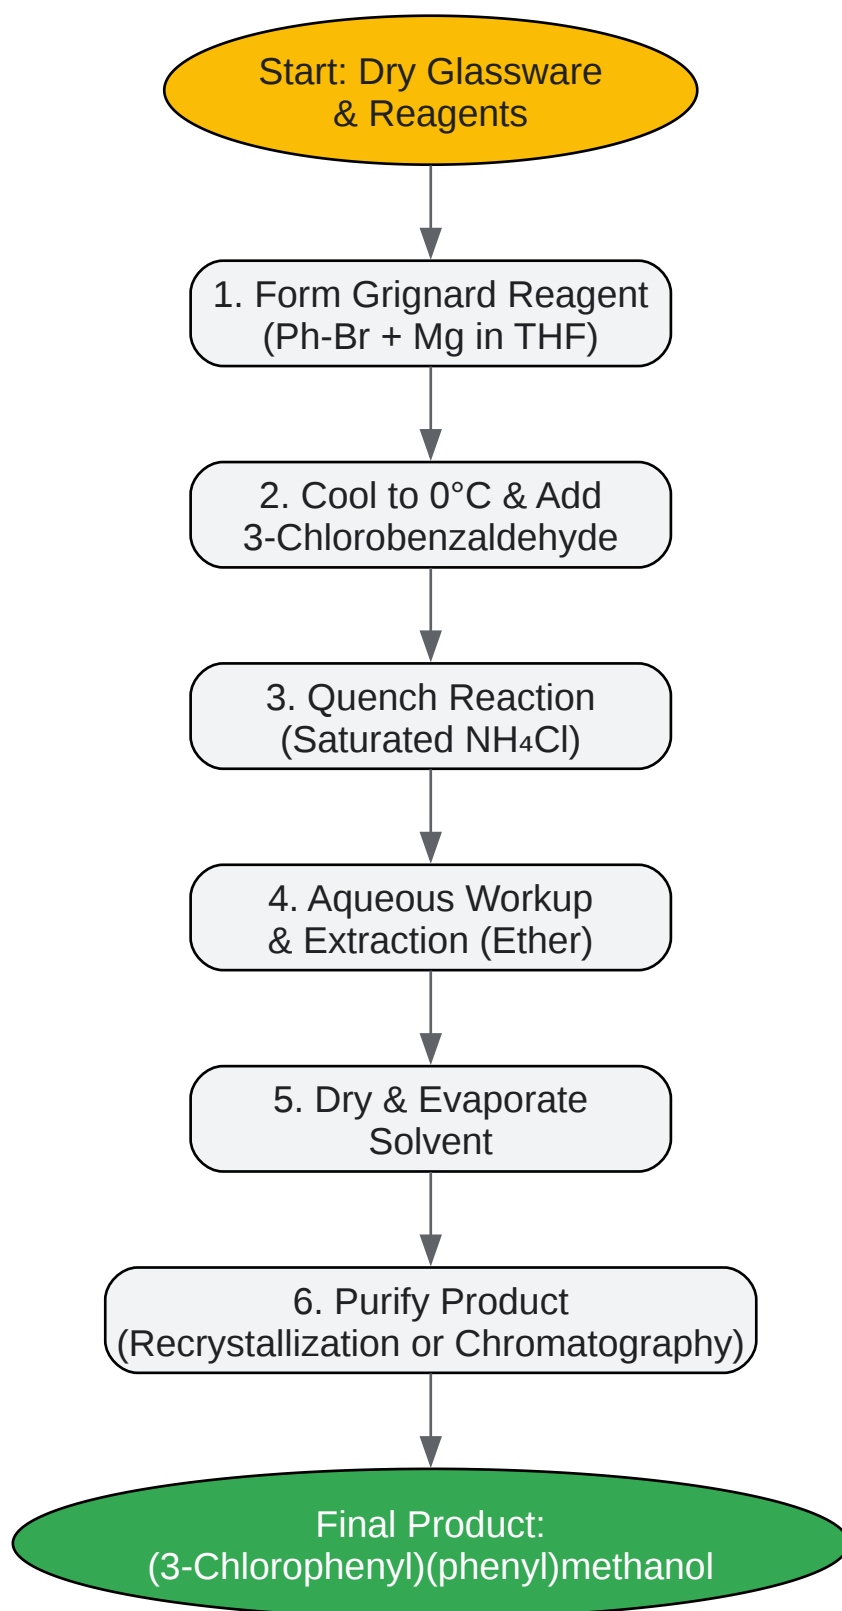 Start: Dry Glassware
& Reagents
1. Form Grignard Reagent
(Ph-Br + Mg in THF)
2. Cool to 0°C & Add
3-Chlorobenzaldehyde
3. Quench Reaction
(Saturated NH₄Cl)
4. Aqueous Workup
& Extraction (Ether)
5. Dry & Evaporate
Solvent
6. Purify Product
(Recrystallization or Chromatography)
Final Product:
(3-Chlorophenyl)(phenyl)methanol